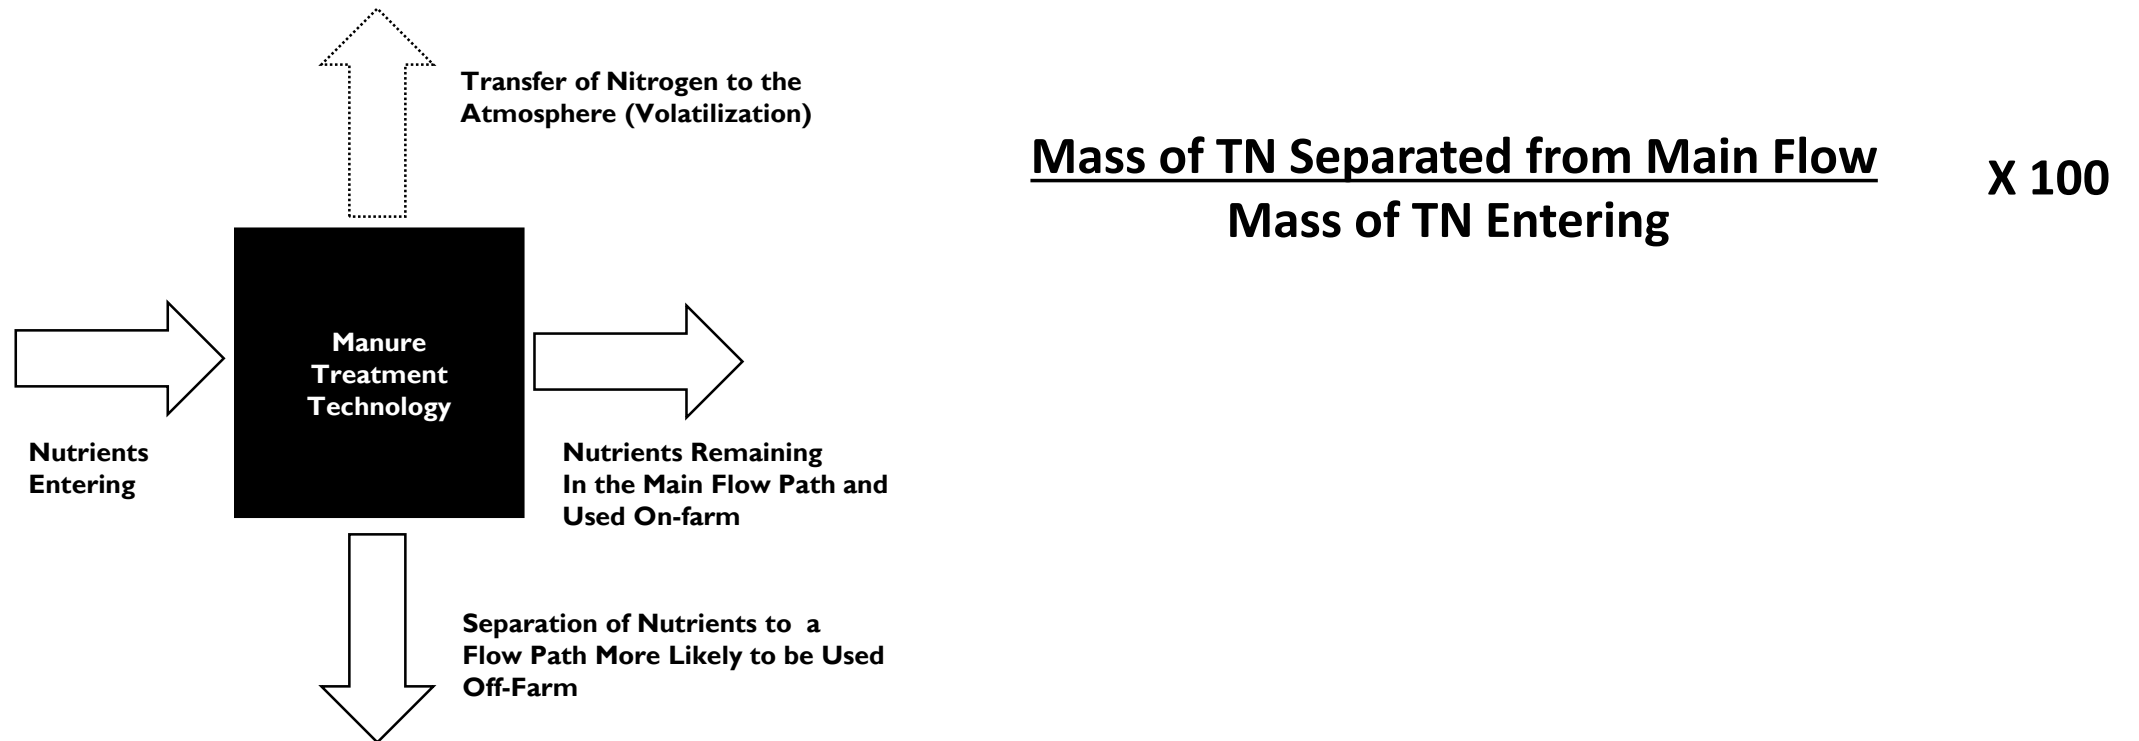 Transfer of Nitrogen to the
Atmosphere (Volatilization)
Mass of TN Separated from Main Flow
X 100
Mass of TN Entering
Manure
Treatment
Technology
Nutrients
Entering
Nutrients Remaining
In the Main Flow Path and
Used On-farm
Separation of Nutrients to a
Flow Path More Likely to be Used
Off-Farm